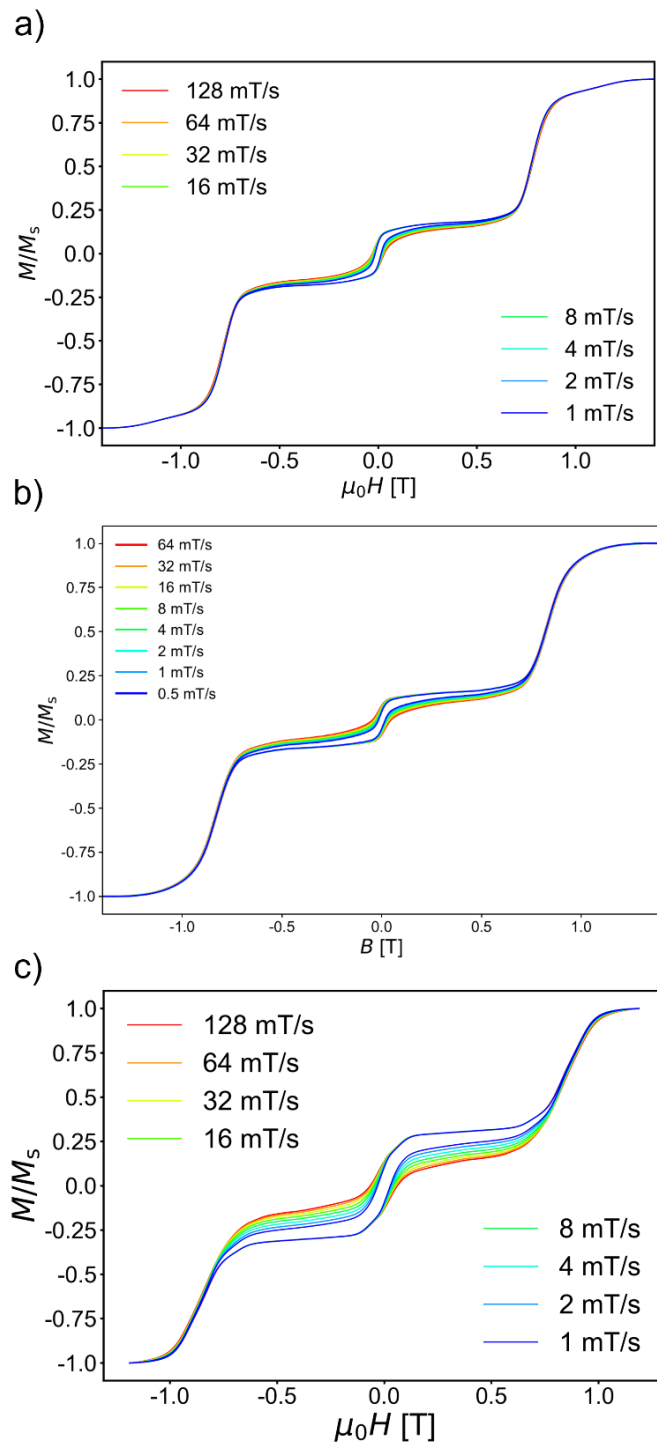 a)
1.00
0.75
0.50
0.25
0.0
-0.25
-0.50
-0.75
-1.0
M/Ms
128 mT/s
64 mT/s
32 mT/s
16 mT/s
8 mT/s
4 mT/s
2 mT/s
1 mT/s
-1.0
-0.5
0.0
0.5
1.0
μ₀H [T]
b)
1.0
0.75
0.5
0.25
0.0
-0.25
-0.5
-0.75
-1.0
M/Ms
64 mT/s
32 mT/s
16 mT/s
8 mT/s
4 mT/s
2 mT/s
1 mT/s
0.5 mT/s
-1.0
-0.5
0.0
0.5
1.0
B [T]
c)
1.0
0.75
0.5
0.25
0.0
-0.25
-0.5
-0.75
-1.0
M/Ms
128 mT/s
64 mT/s
32 mT/s
16 mT/s
8 mT/s
4 mT/s
2 mT/s
1 mT/s
-1.0
-0.5
0.0
0.5
1.0
μ₀H [T]